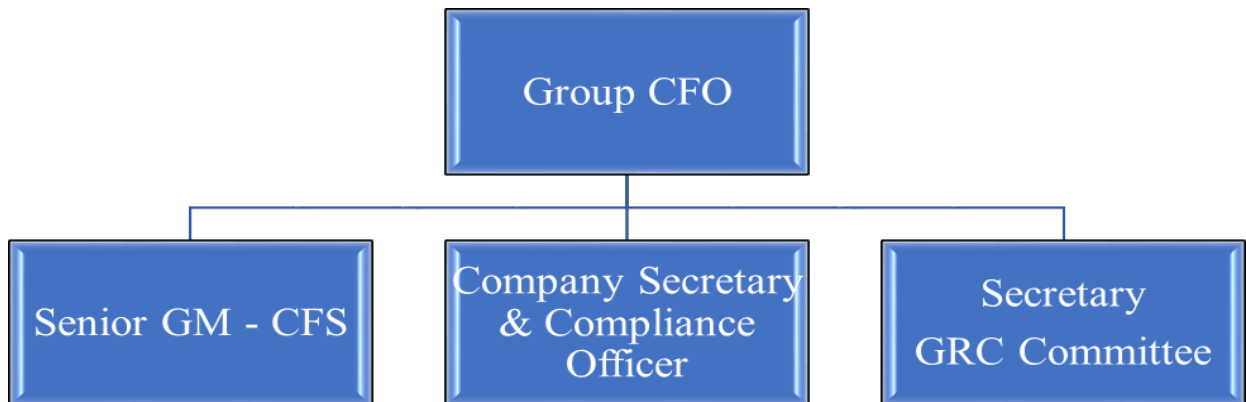 Group CFO
Senior GM - CFS
Company Secretary
& Compliance
Officer
Secretary
GRC Committee